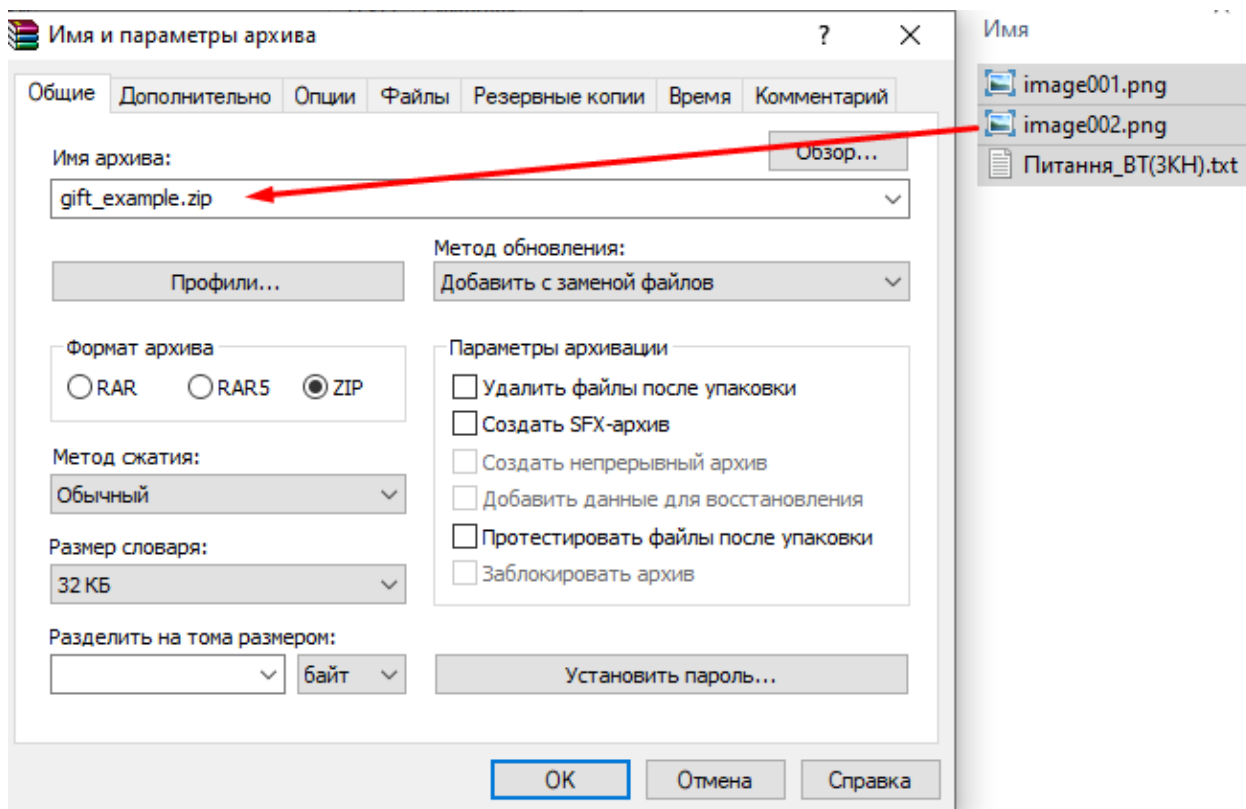 Имя и параметры архива
Общие Дополнительно Опции Файлы Резервные копии Время Комментарий
Имя архива:
Обзор...
gift_example.zip
Метод обновления:
Профили...
Добавить с заменой файлов
Формат архива
RAR RAR5 ZIP
Метод сжатия:
Обычный
Размер словаря:
32 КБ
Разделить на тома размером:
байт
Параметры архивации
Удалить файлы после упаковки
Создать SFX-архив
Создать непрерывный архив
Добавить данные для восстановления
Протестировать файлы после упаковки
Заблокировать архив
Установить пароль...
ОК Отмена Справка
Имя
image001.png
image002.png
Питання_ВТ(3КН).txt